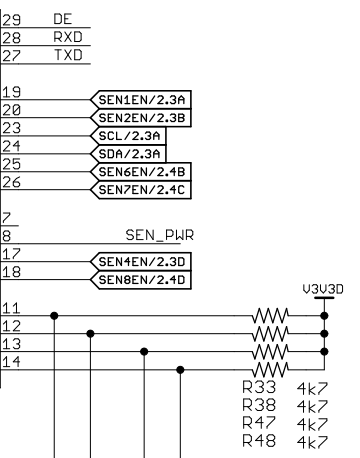 29 DE
28 RXD
27 TXD
19 SEN1EN/2.3A
20 SEN2EN/2.3B
23 SCL/2.3A
24 SDA/2.3A
25 SEN6EN/2.4B
26 SEN7EN/2.4C
7
8 SEN_PWR
17 SEN4EN/2.3D
18 SEN8EN/2.4D
V3V3D
11
12
13
14
R33 4k7
R38 4k7
R47 4k7
R48 4k7